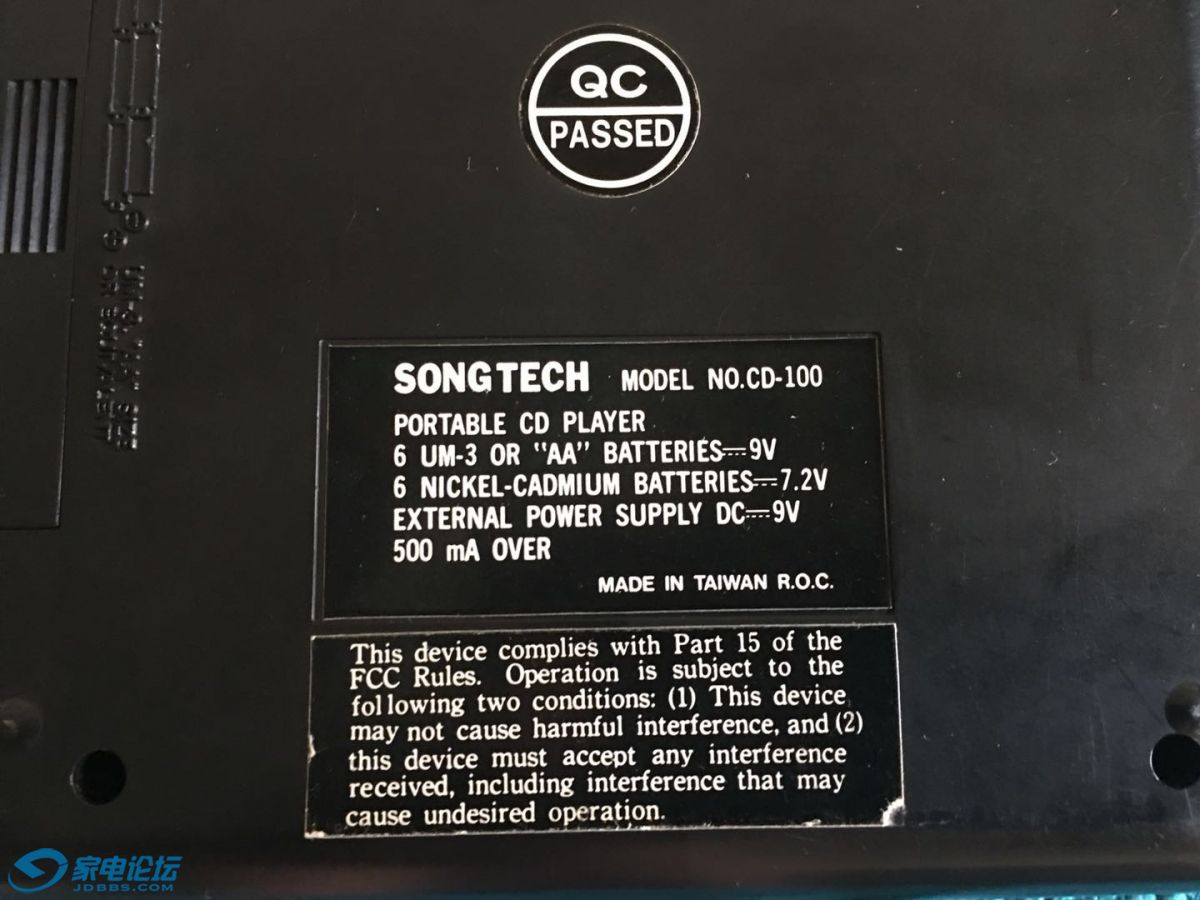 QC
PASSED
SONGTECH MODEL NO.CD-100
PORTABLE CD PLAYER
6 UM-3 OR "AA" BATTERIES⎓9V
6 NICKEL-CADMIUM BATTERIES⎓7.2V
EXTERNAL POWER SUPPLY DC⎓9V
500 mA OVER
MADE IN TAIWAN R.O.C.
This device complies with Part 15 of the
FCC Rules. Operation is subject to the
following two conditions: (1) This device
may not cause harmful interference, and (2)
this device must accept any interference
received, including interference that may
cause undesired operation.
家电论坛
JDBBS.COM